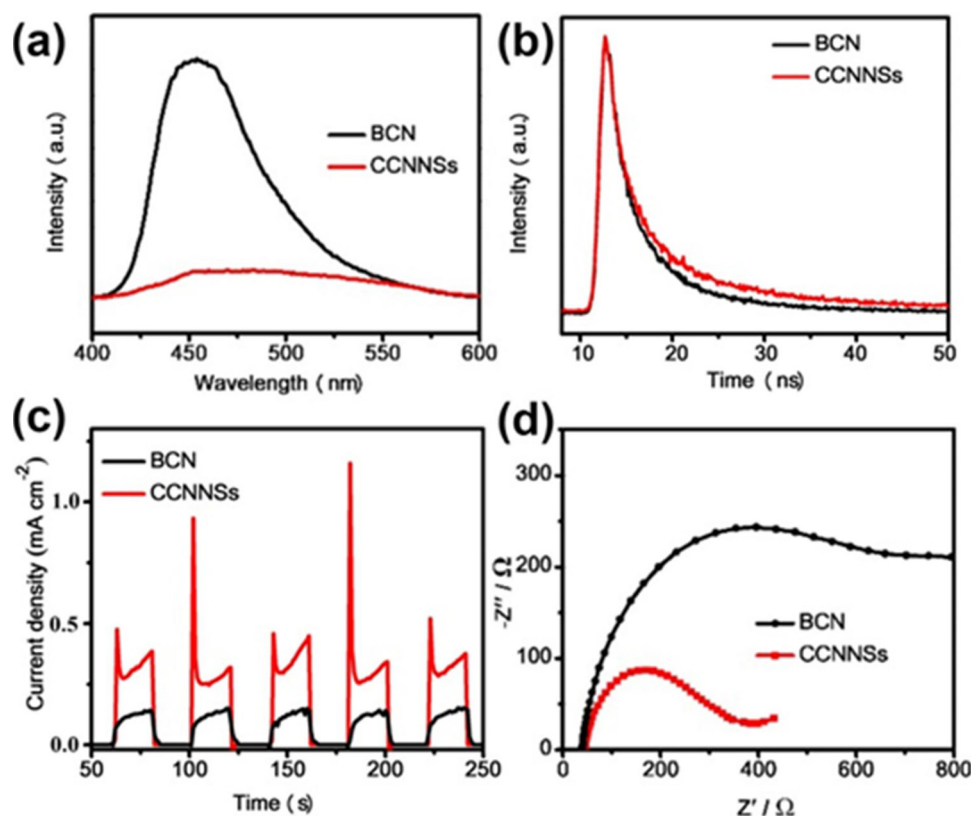 (a)
BCN
CCNNSs
Intensity ( a.u.)
400 450 500 550 600
Wavelength ( nm)
(b)
BCN
CCNNSs
Intensity ( a.u.)
10 20 30 40 50
Time ( ns)
(c)
BCN
CCNNSs
Current density (mA cm-2)
1.0
0.5
0.0
50 100 150 200 250
Time ( s)
(d)
BCN
CCNNSs
-Z″ / Ω
300
200
100
0
0 200 400 600 800
Z′ / Ω